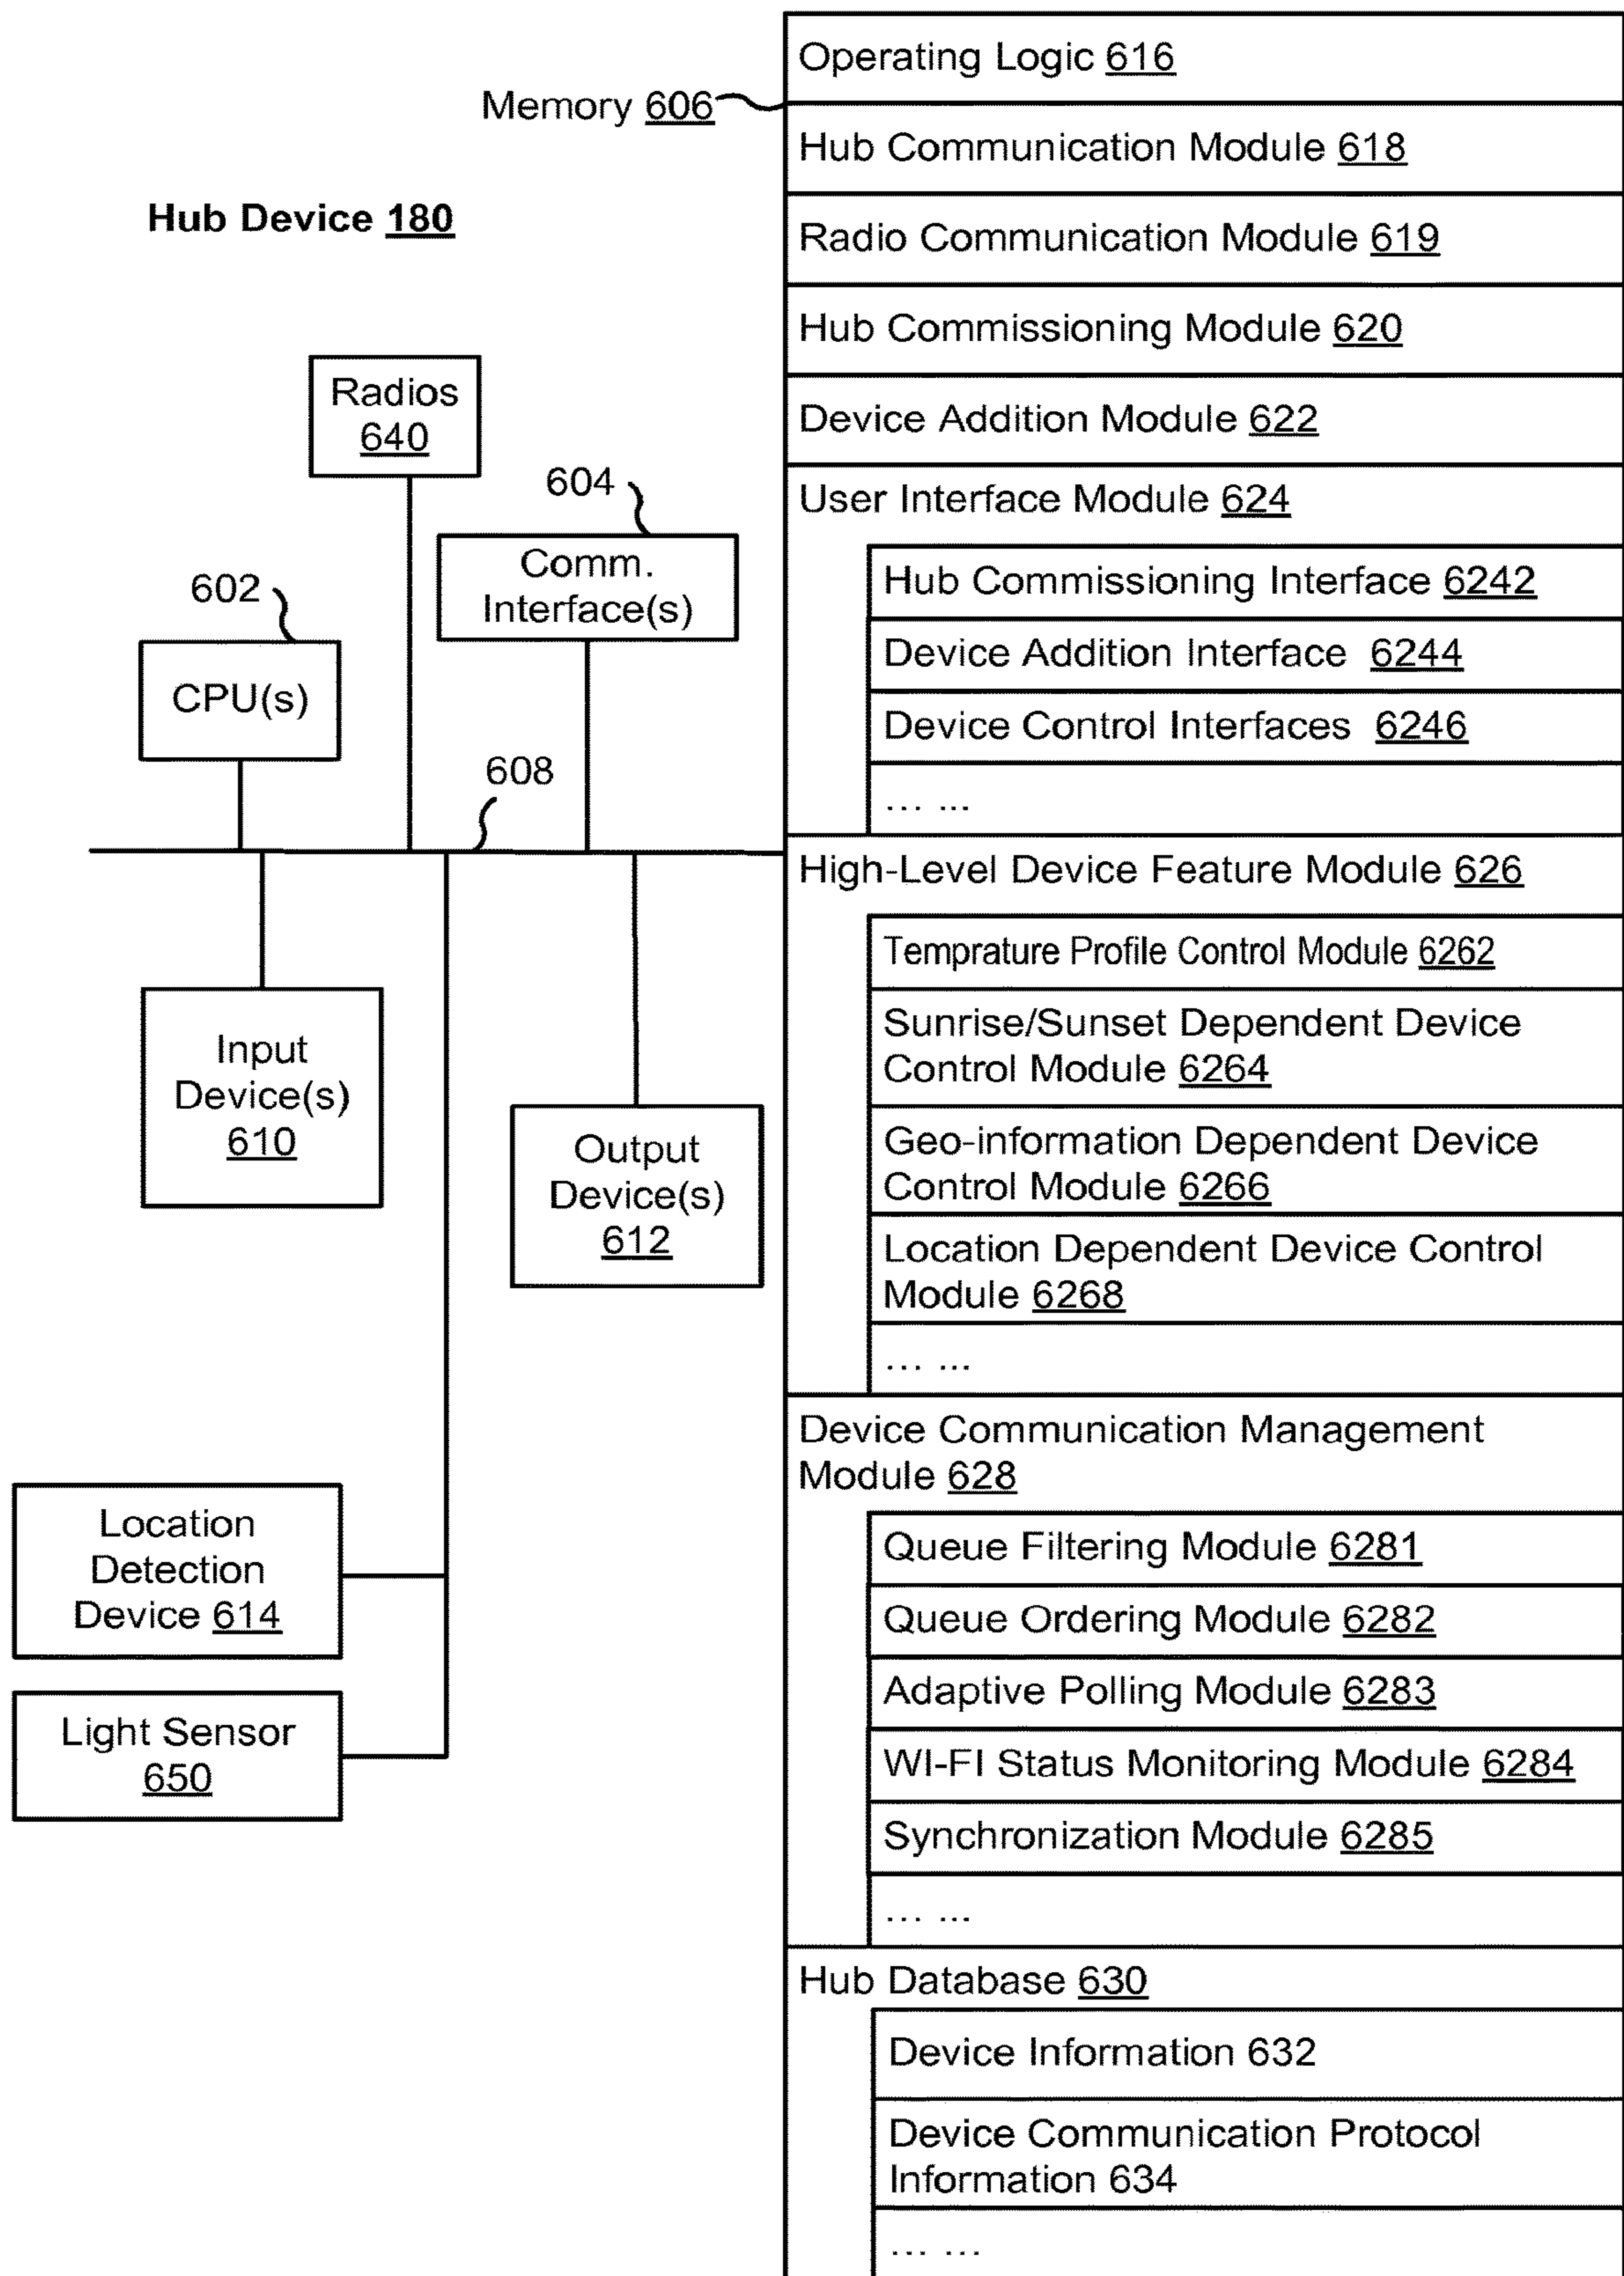 Hub Device 180
Memory 606
Radios
640
604
Comm.
Interface(s)
602
CPU(s)
608
Input
Device(s)
610
Output
Device(s)
612
Location
Detection
Device 614
Light Sensor
650
Operating Logic 616
Hub Communication Module 618
Radio Communication Module 619
Hub Commissioning Module 620
Device Addition Module 622
User Interface Module 624
Hub Commissioning Interface 6242
Device Addition Interface 6244
Device Control Interfaces 6246
... ...
High-Level Device Feature Module 626
Temprature Profile Control Module 6262
Sunrise/Sunset Dependent Device
Control Module 6264
Geo-information Dependent Device
Control Module 6266
Location Dependent Device Control
Module 6268
... ...
Device Communication Management
Module 628
Queue Filtering Module 6281
Queue Ordering Module 6282
Adaptive Polling Module 6283
WI-FI Status Monitoring Module 6284
Synchronization Module 6285
... ...
Hub Database 630
Device Information 632
Device Communication Protocol
Information 634
... ...